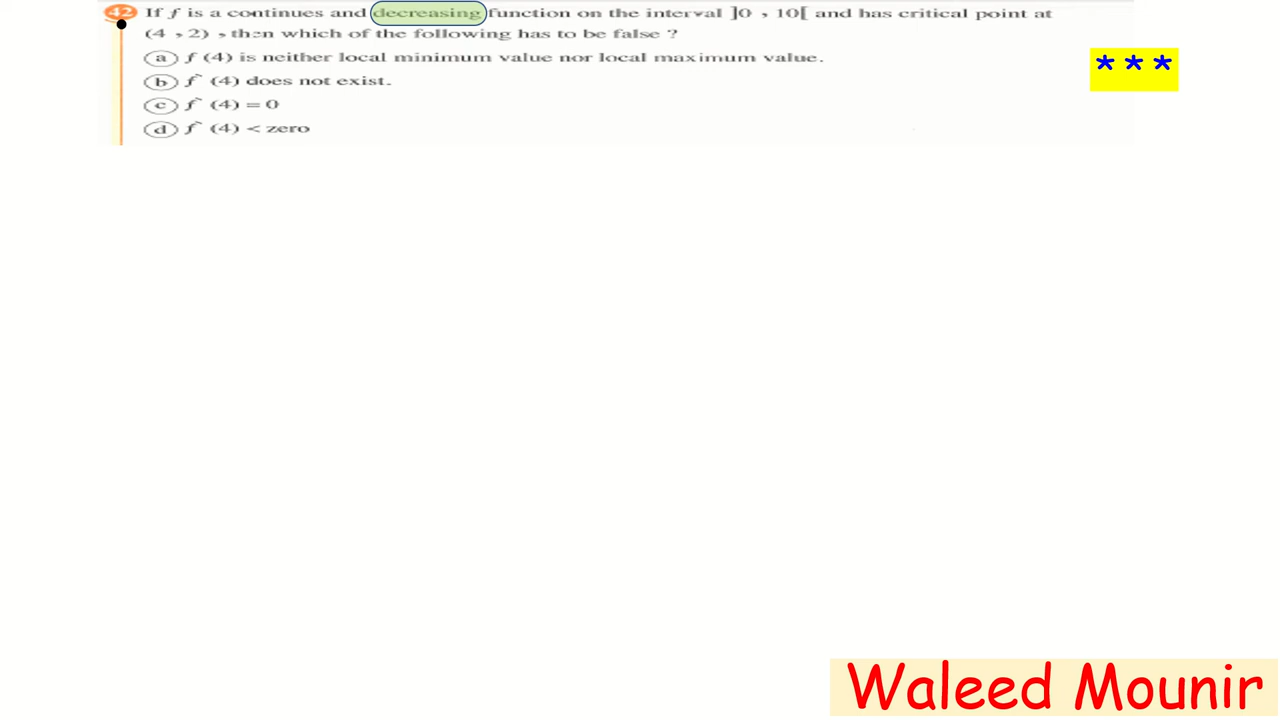 42 If f is a continues and decreasing function on the interval ]0 , 10[ and has critical point at
(4 , 2) , then which of the following has to be false ?
a f (4) is neither local minimum value nor local maximum value.
b f` (4) does not exist.
c f` (4) = 0
d f` (4) < zero
* * *
Waleed Mounir